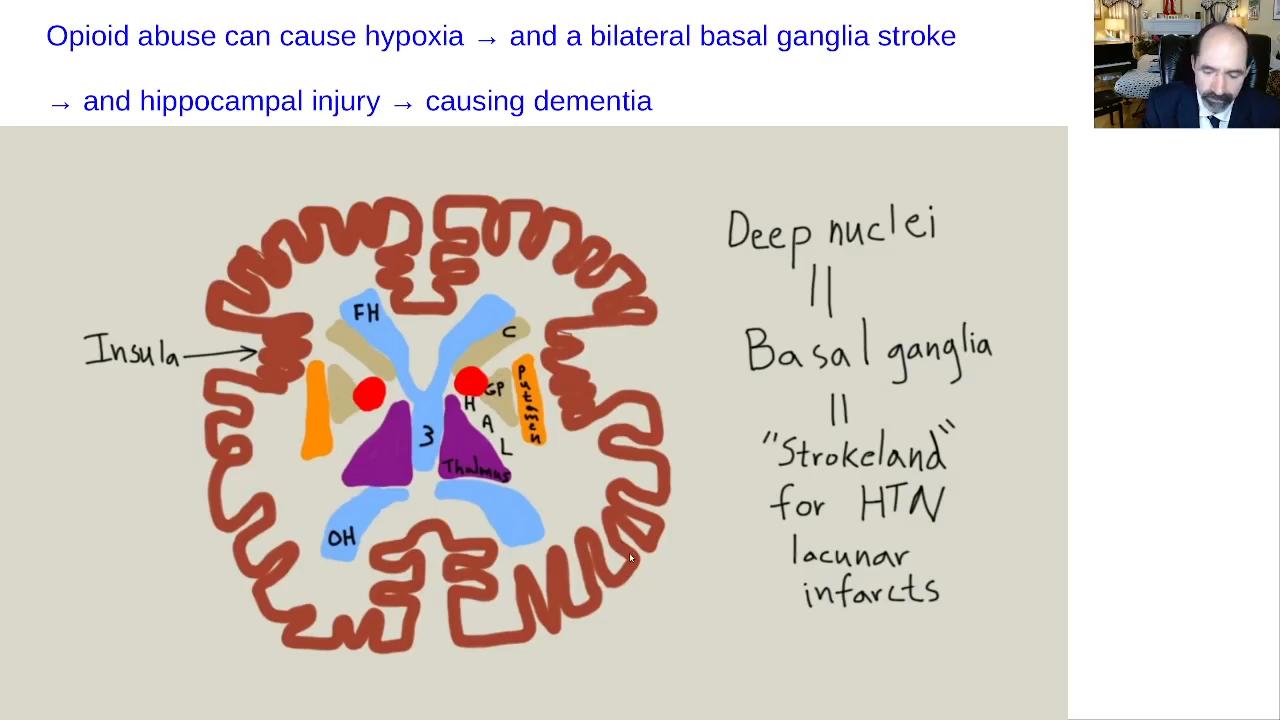 Opioid abuse can cause hypoxia → and a bilateral basal ganglia stroke
→ and hippocampal injury → causing dementia
Deep nuclei
||
Basal ganglia
||
"Strokeland"
for HTN
lacunar
infarcts
Insula
FH
C
GP
Putamen
H
A
L
3
Thalmus
OH